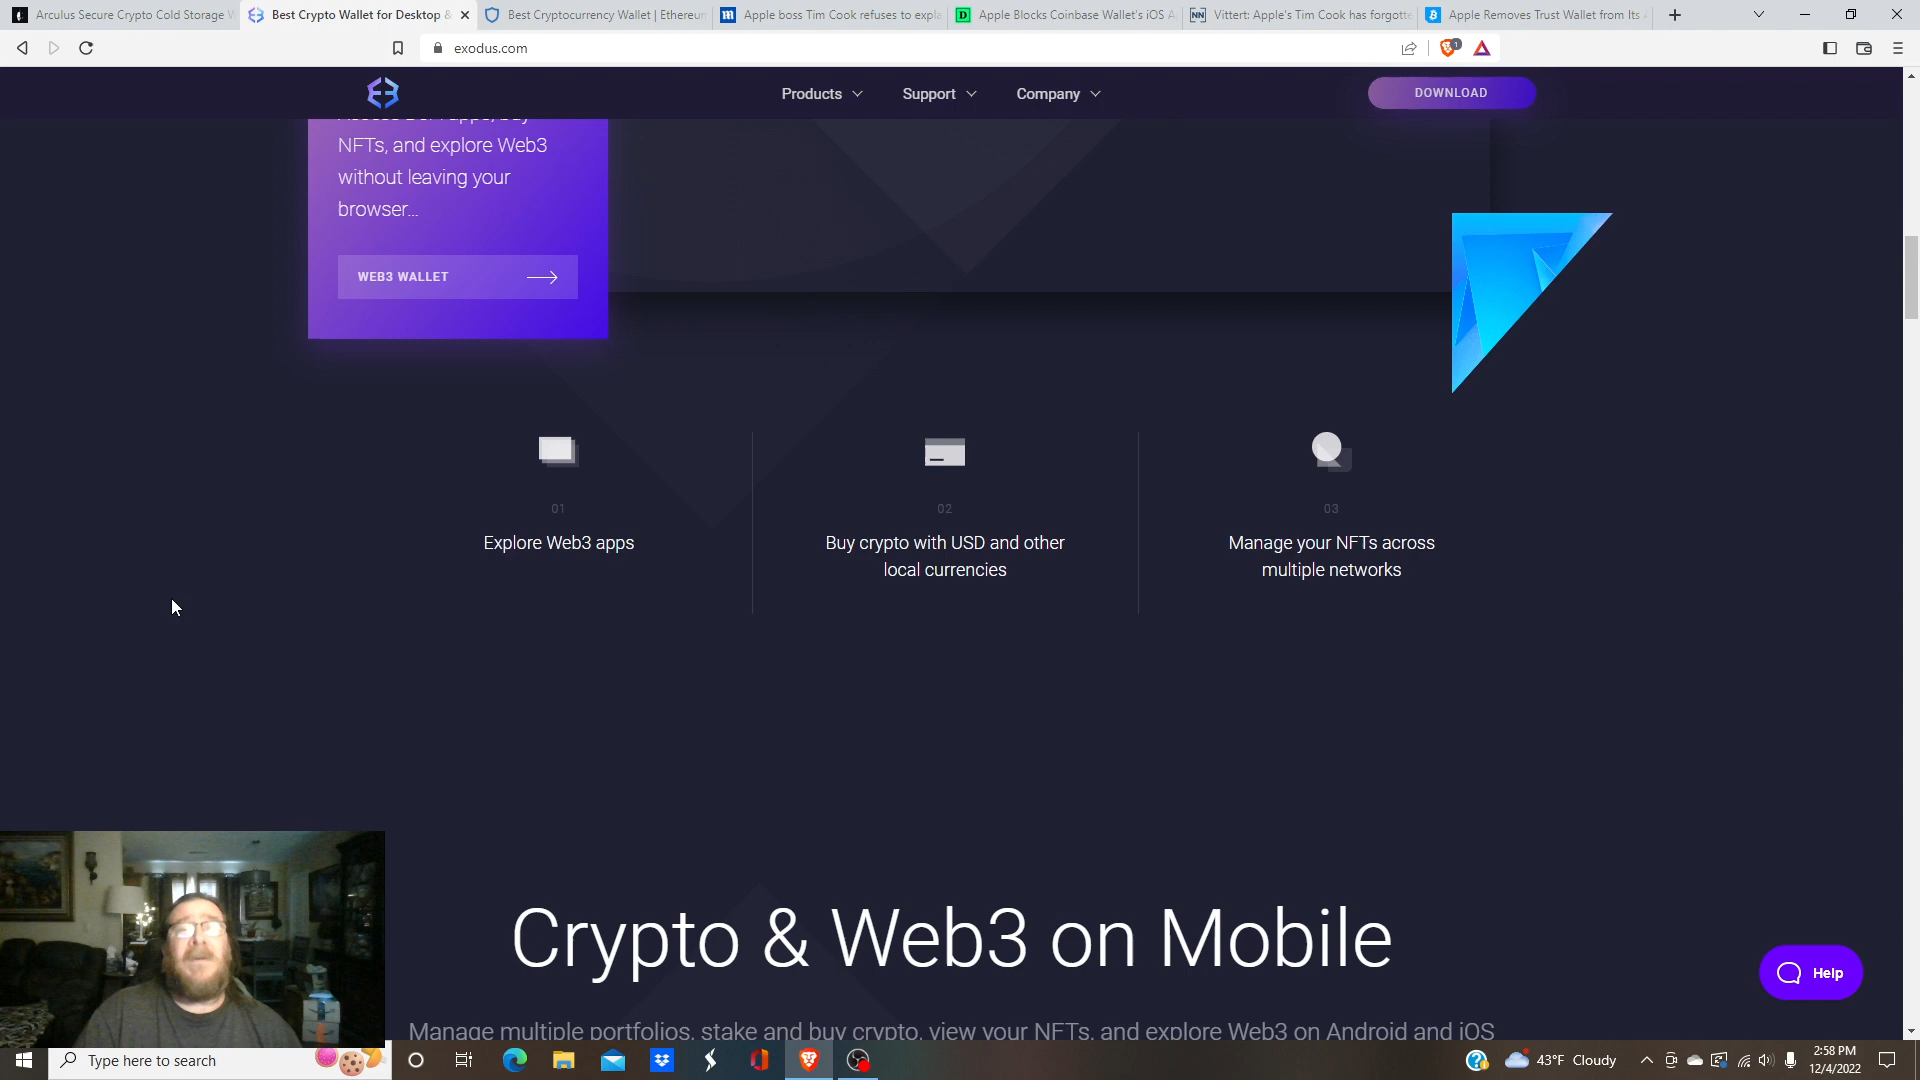 Arculus Secure Crypto Cold Storage W
Best Crypto Wallet for Desktop &
Best Cryptocurrency Wallet | Ethereum
Apple boss Tim Cook refuses to expla
Apple Blocks Coinbase Wallet's iOS A
Vittert: Apple's Tim Cook has forgotte
Apple Removes Trust Wallet from Its A
exodus.com
1
Products
Support
Company
DOWNLOAD
NFTs, and explore Web3
without leaving your
browser...
WEB3 WALLET
01
Explore Web3 apps
02
Buy crypto with USD and other
local currencies
03
Manage your NFTs across
multiple networks
Crypto & Web3 on Mobile
Manage multiple portfolios, stake and buy crypto, view your NFTs, and explore Web3 on Android and iOS
Help
Type here to search
43°F Cloudy
2:58 PM
12/4/2022